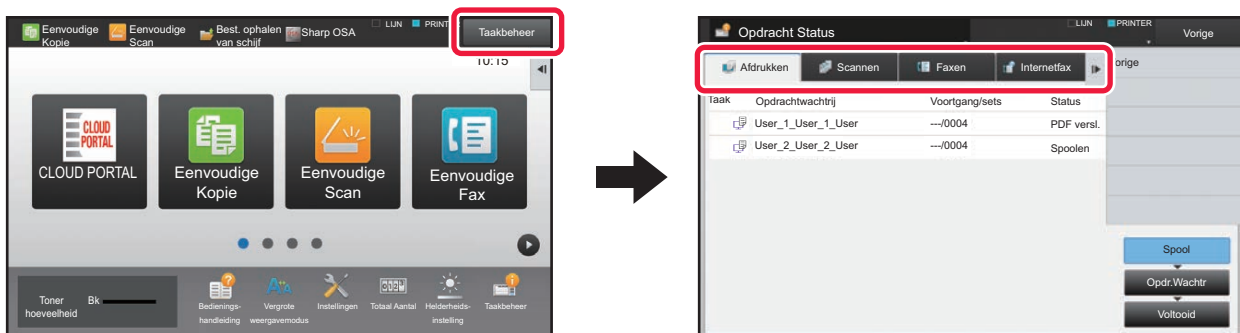 Eenvoudige Kopie
Eenvoudige Scan
Best. ophalen van schijf
Sharp OSA
LIJN
PRINT
Taakbeheer
10:15
CLOUD PORTAL
CLOUD PORTAL
Eenvoudige Kopie
Eenvoudige Scan
Eenvoudige Fax
Toner hoeveelheid
Bk
Bedienings-handleiding
Vergrote weergavemodus
Instellingen
Totaal Aantal
Helderheids-instelling
Taakbeheer
Opdracht Status
LIJN
PRINTER
Vorige
Afdrukken
Scannen
Faxen
Internetfax
orige
Taak
Opdrachtwachtrij
Voortgang/sets
Status
User_1_User_1_User
---/0004
PDF versl.
User_2_User_2_User
---/0004
Spoolen
Spool
Opdr.Wachtr
Voltooid